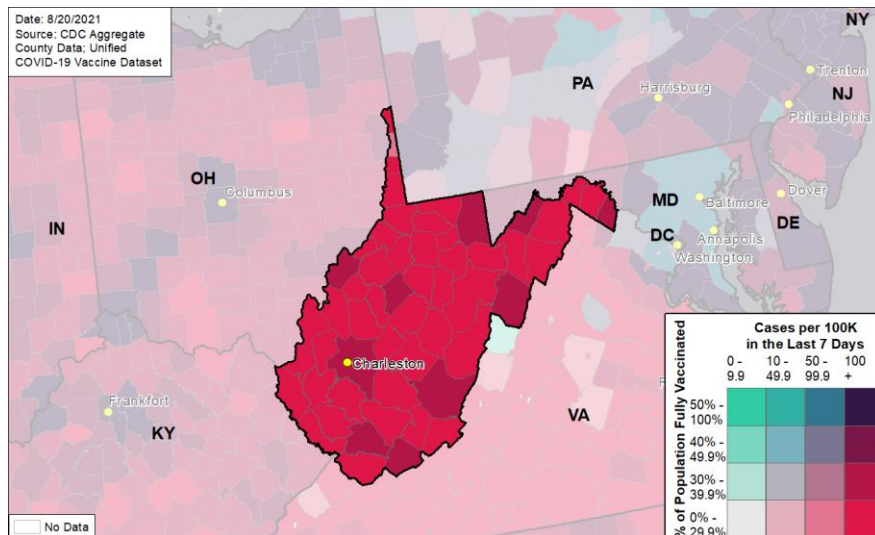 Date: 8/20/2021
Source: CDC Aggregate
County Data; Unified
COVID-19 Vaccine Dataset
NY
PA
Trenton
Harrisburg
NJ
Philadelphia
OH
Columbus
IN
MD
Baltimore
Dover
DE
DC
Annapolis
Washington
Charleston
Frankfort
KY
VA
No Data
Cases per 100K
in the Last 7 Days
0 - 10 - 50 - 100
9.9 49.9 99.9 +
% of Population Fully Vaccinated
50% -
100%
40% -
49.9%
30% -
39.9%
0% -
29.9%